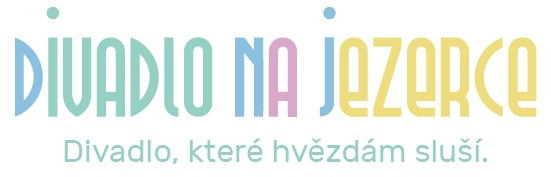 Divadlo na Jezerce
Divadlo, které hvězdám sluší.